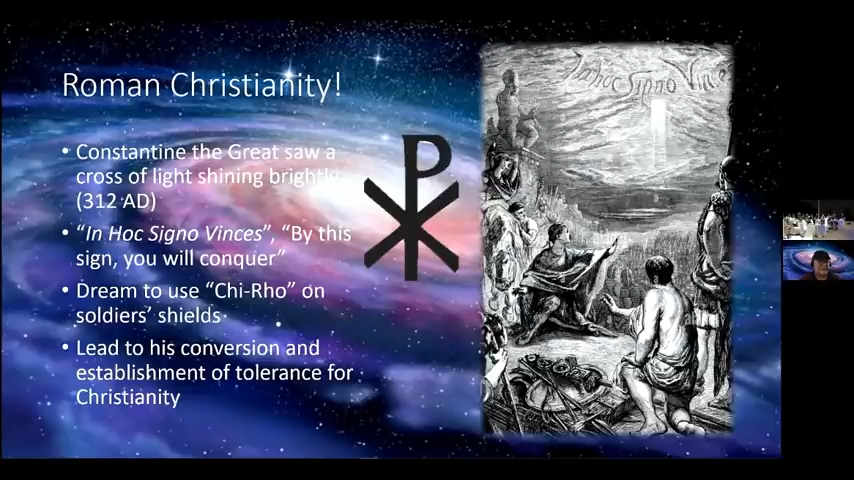 Roman Christianity!
• Constantine the Great saw a
cross of light shining brightly
(312 AD)
• “In Hoc Signo Vinces”, “By this
sign, you will conquer”
• Dream to use “Chi-Rho” on
soldiers’ shields
• Lead to his conversion and
establishment of tolerance for
Christianity
In hoc Signo Vince